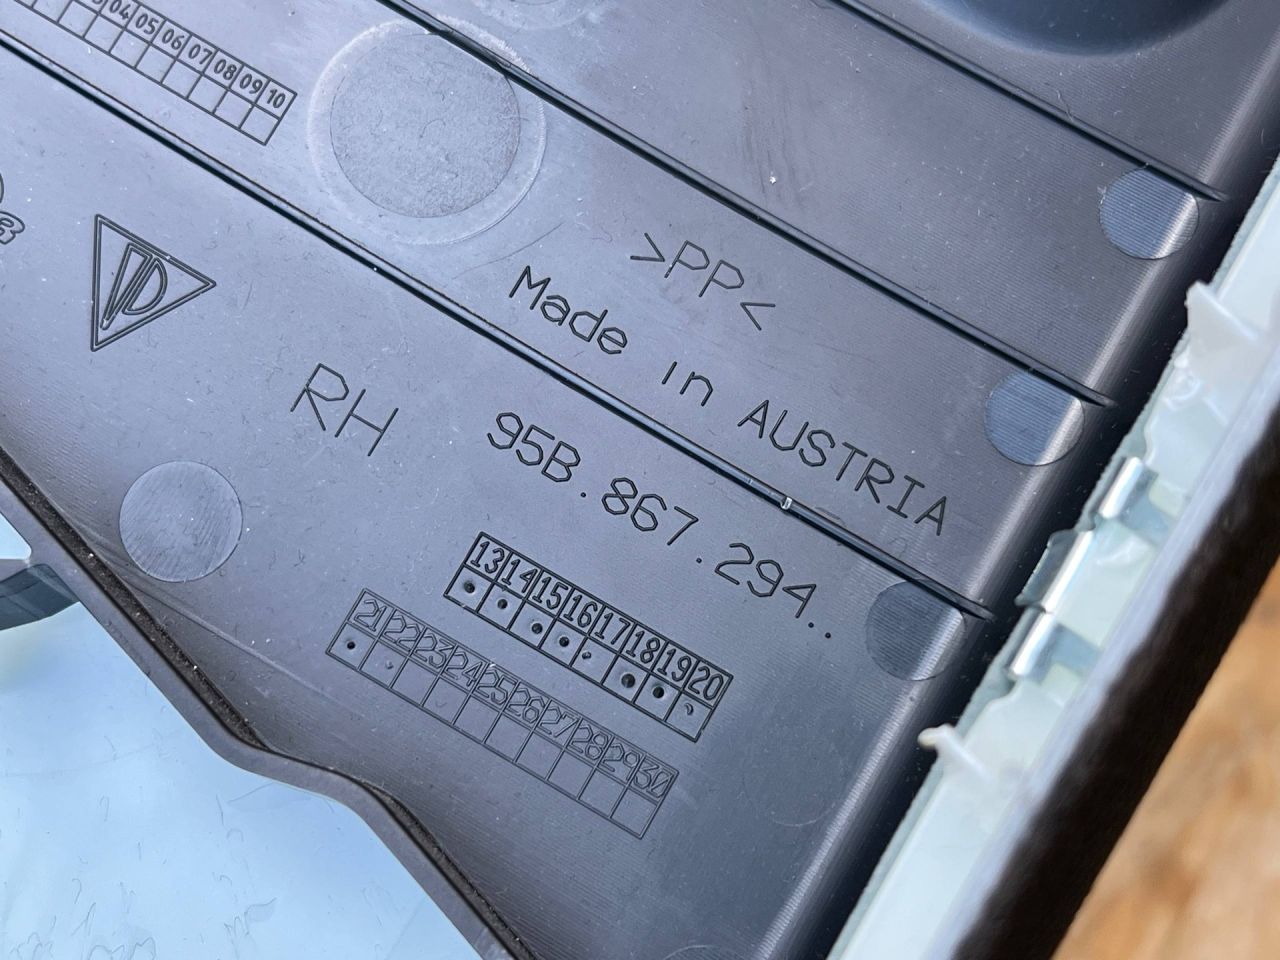 04 05 06 07 08 09 10
>PP<
Made in AUSTRIA
RH 95B.867.294..
13 14 15 16 17 18 19 20
21 22 23 24 25 26 27 28 29 30